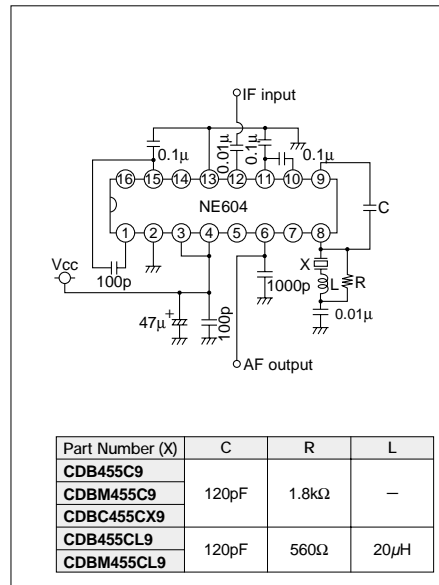 IF input
0.1μ
0.01μ
0.1μ
0.1μ
16 15 14 13 12 11 10 9
NE604
C
1 2 3 4 5 6 7 8
Vcc
100p
X
L
R
1000p
47μ
+
100p
0.01μ
AF output
Part Number (X) C R L
CDB455C9
CDBM455C9 120pF 1.8kΩ –
CDBC455CX9
CDB455CL9 120pF 560Ω 20μH
CDBM455CL9